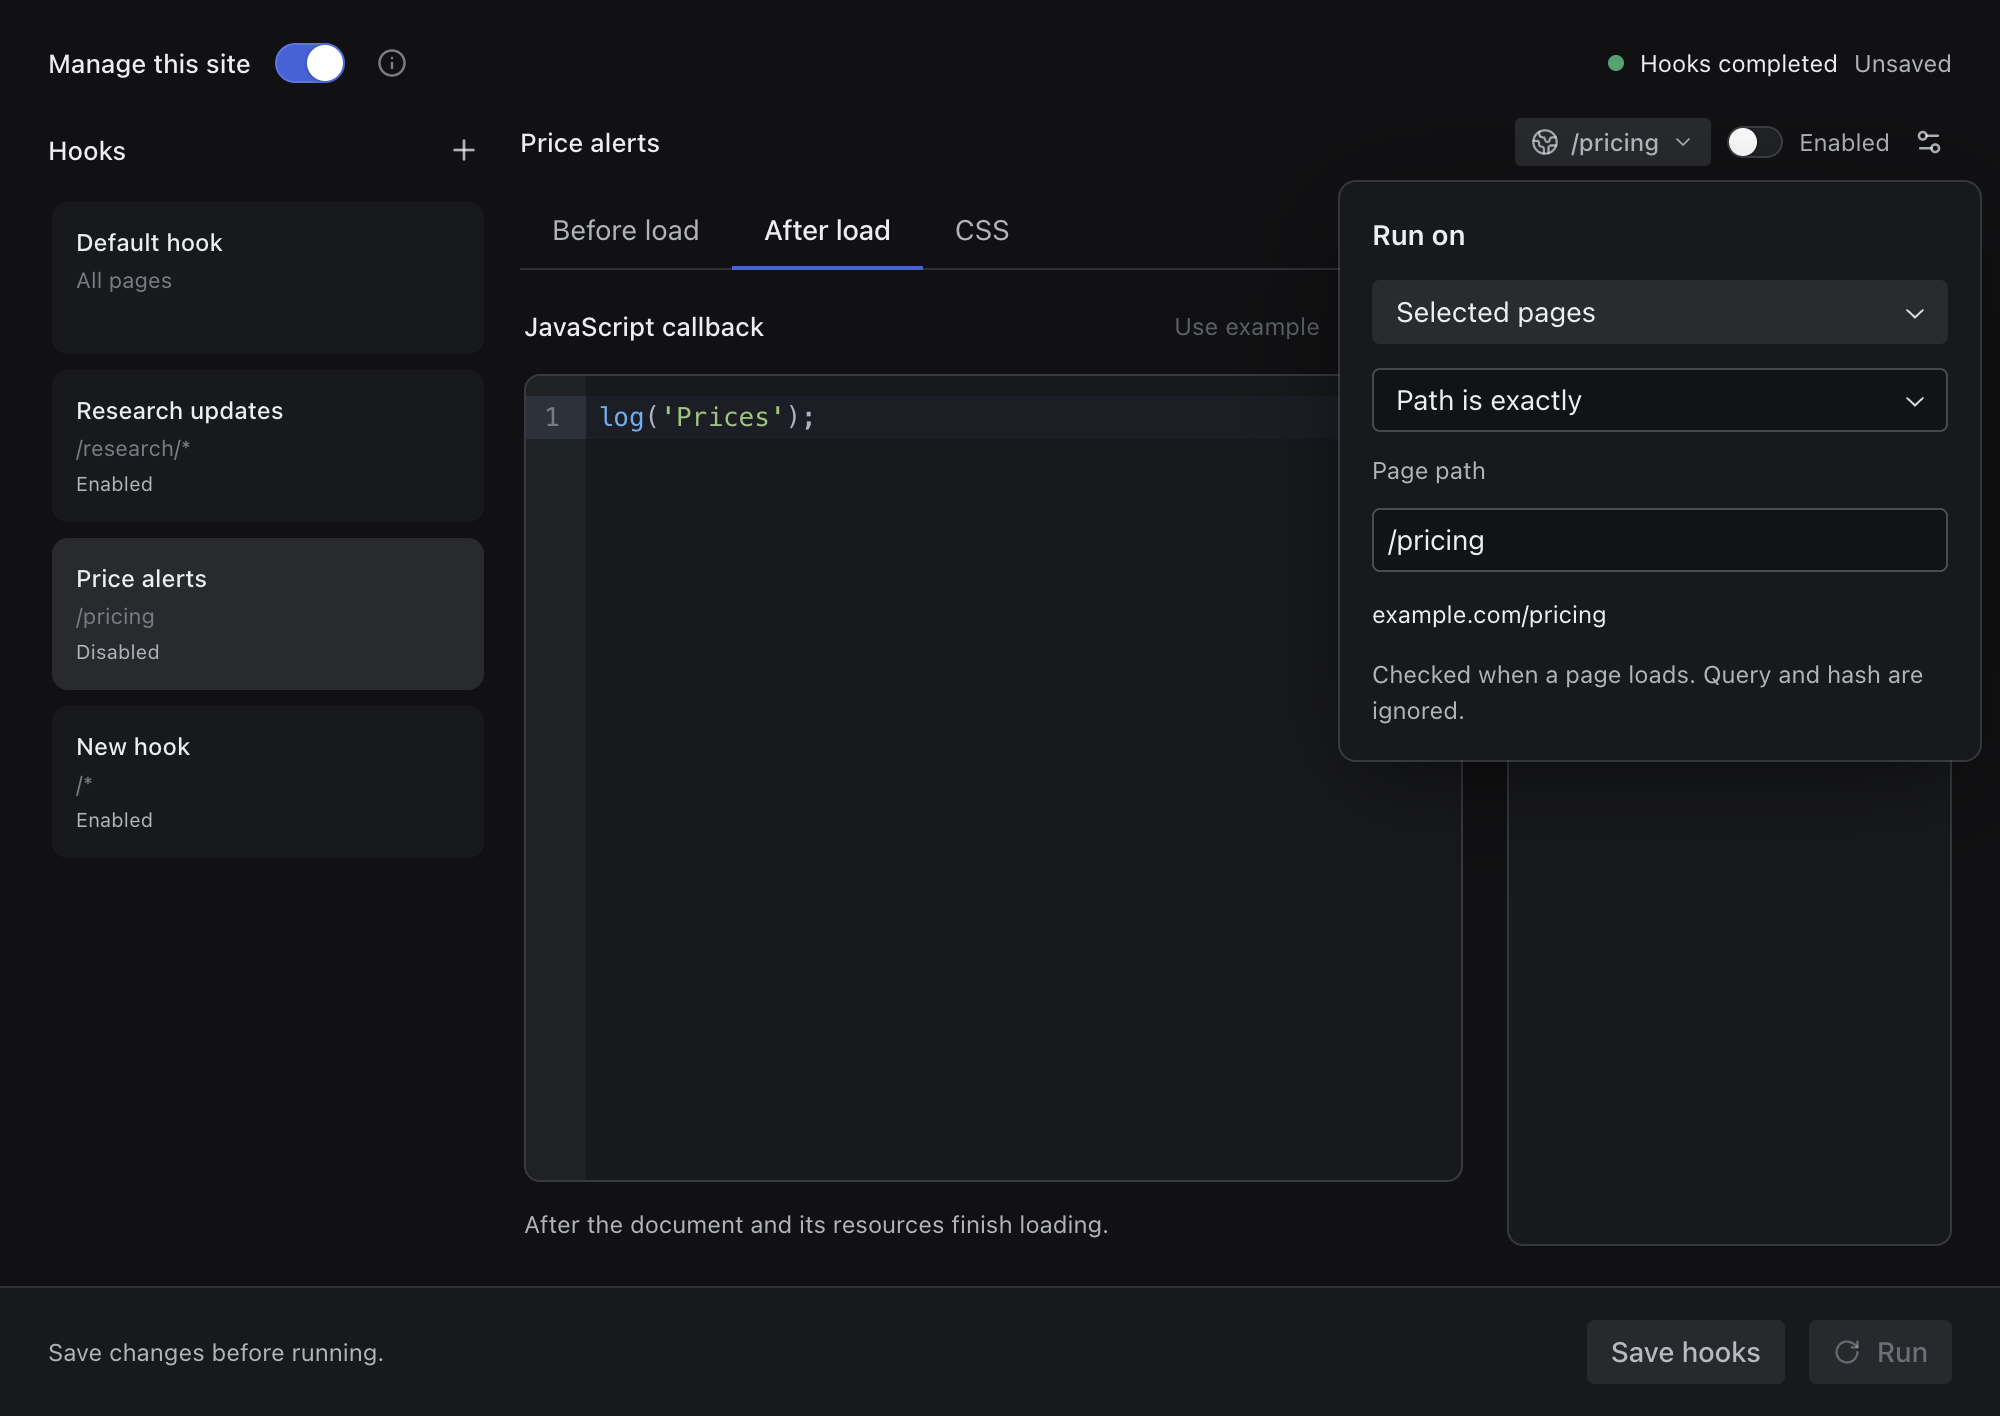 Manage this site
Hooks completed Unsaved
Hooks
Default hook
All pages
Research updates
/research/*
Enabled
Price alerts
/pricing
Disabled
New hook
/*
Enabled
Price alerts
/pricing
Enabled
Before load After load CSS
JavaScript callback
Use example
1 log('Prices');
After the document and its resources finish loading.
Run on
Selected pages
Path is exactly
Page path
/pricing
example.com/pricing
Checked when a page loads. Query and hash are
ignored.
Save changes before running.
Save hooks
Run